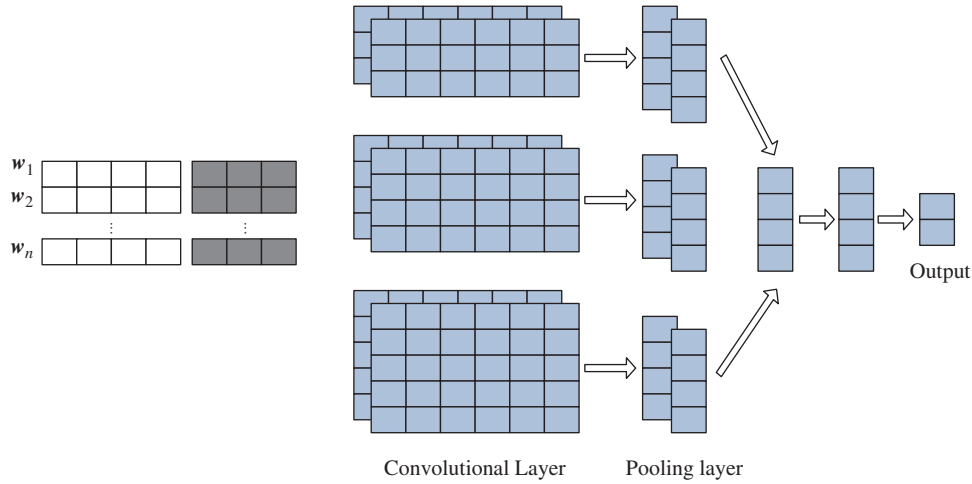 w1
w2
⋮ ⋮
wn
Output
Convolutional Layer
Pooling layer